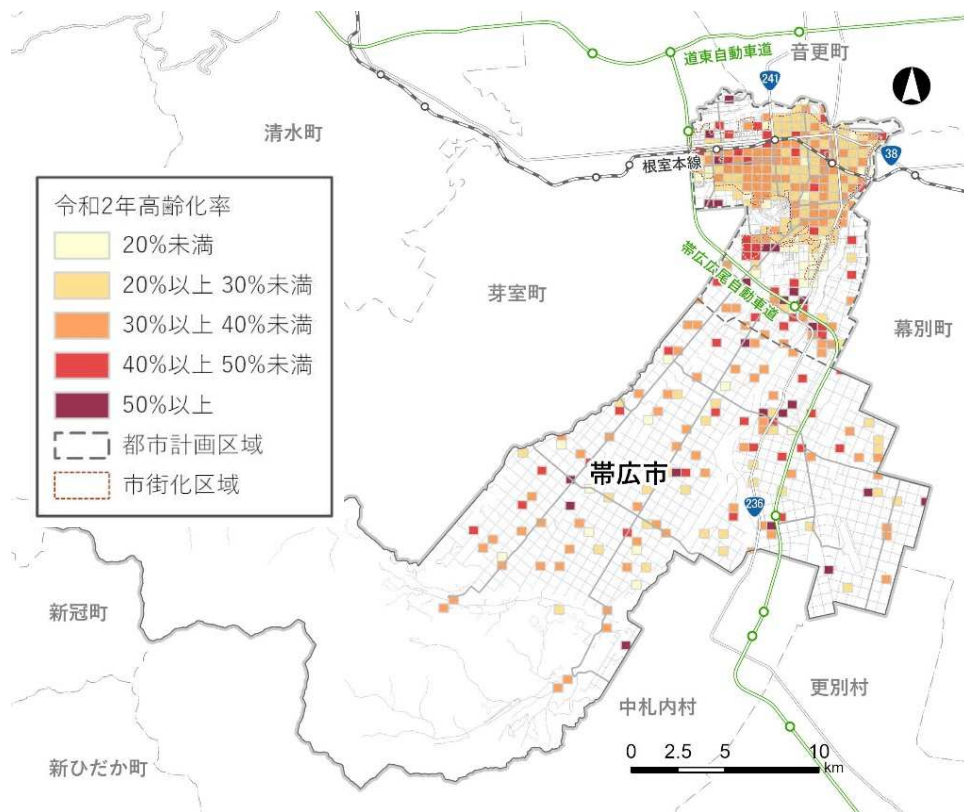 道東自動車道
音更町
241
清水町
38
根室本線
令和2年高齢化率
20%未満
20%以上 30%未満
30%以上 40%未満
40%以上 50%未満
50%以上
都市計画区域
市街化区域
芽室町
帯広広尾自動車道
幕別町
帯広市
236
新冠町
中札内村
更別村
新ひだか町
0 2.5 5 10
km